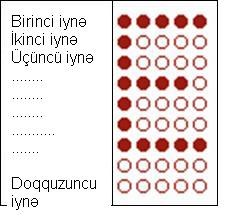 Birinci iynə
İkinci iynə
Üçüncü iynə
........
........
........
...........
.......
Doqquzuncu
iynə